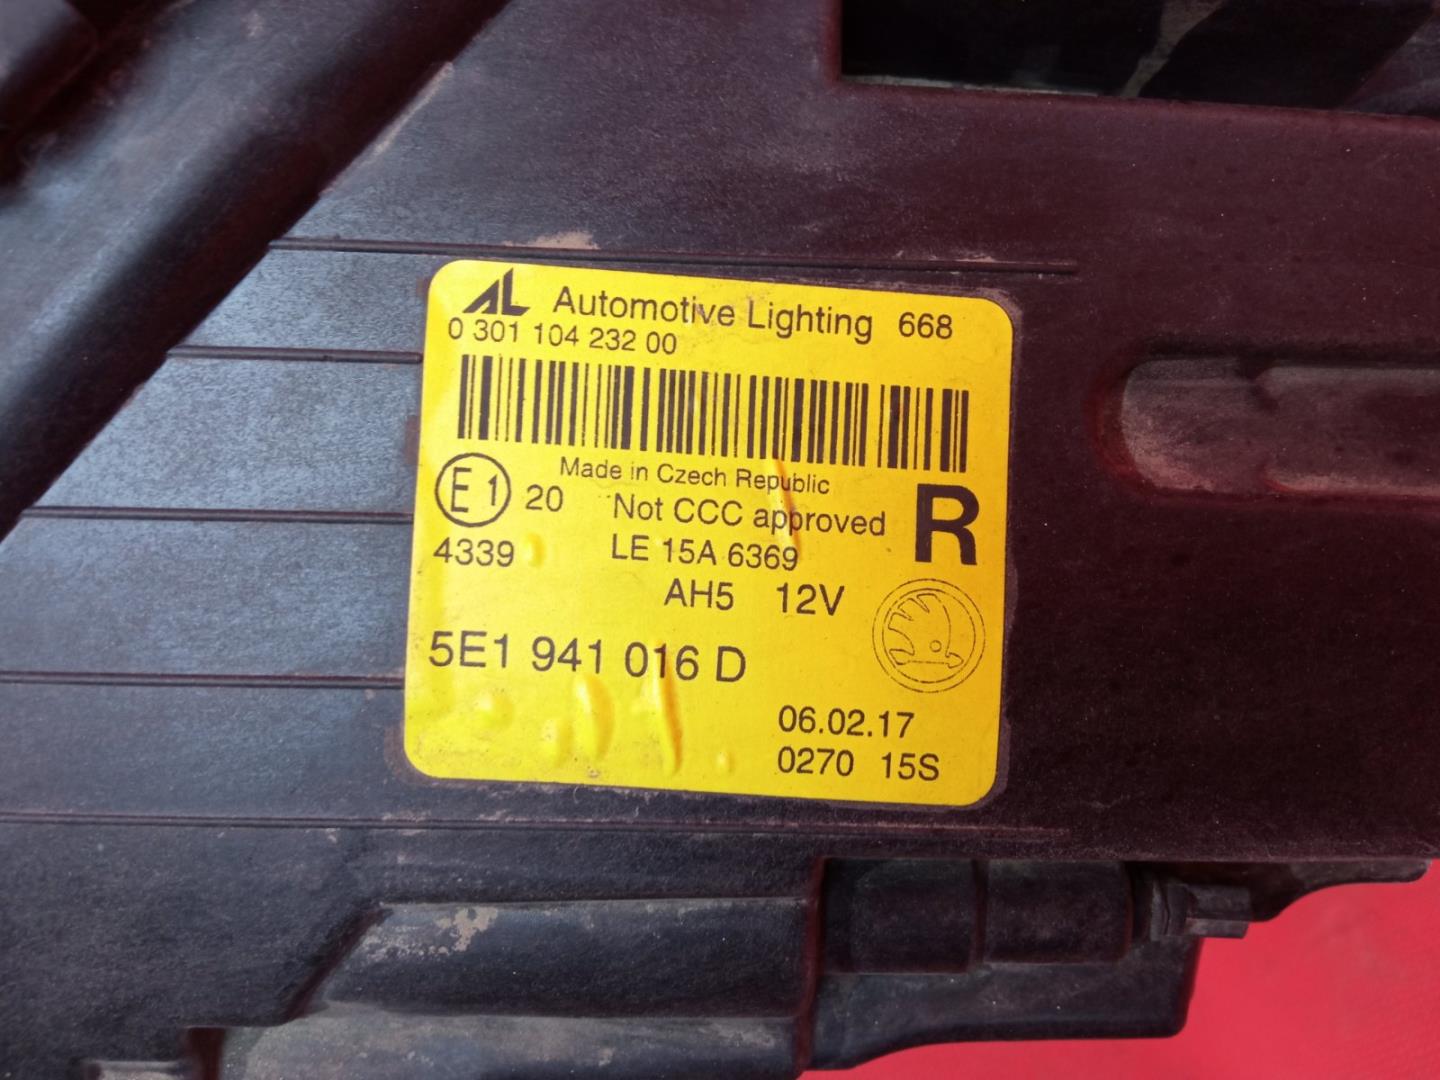 AL Automotive Lighting 668
0 301 104 232 00
Made in Czech Republic
E1 20 Not CCC approved R
4339 LE 15A 6369
AH5 12V
5E1 941 016 D
06.02.17
0270 15S